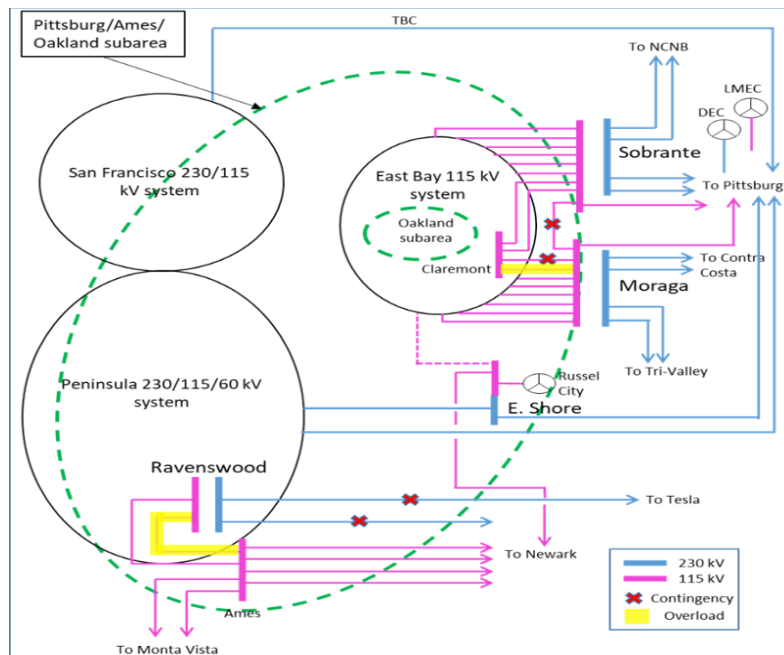 Pittsburg/Ames/
Oakland subarea
TBC
To NCNB
LMEC
DEC
Sobrante
San Francisco 230/115
kV system
East Bay 115 kV
system
To Pittsburg
Oakland
subarea
Claremont
To Contra
Costa
Moraga
To Tri-Valley
Peninsula 230/115/60 kV
system
Russel
City
E. Shore
Ravenswood
To Tesla
To Newark
Ames
To Monta Vista
230 kV
115 kV
Contingency
Overload